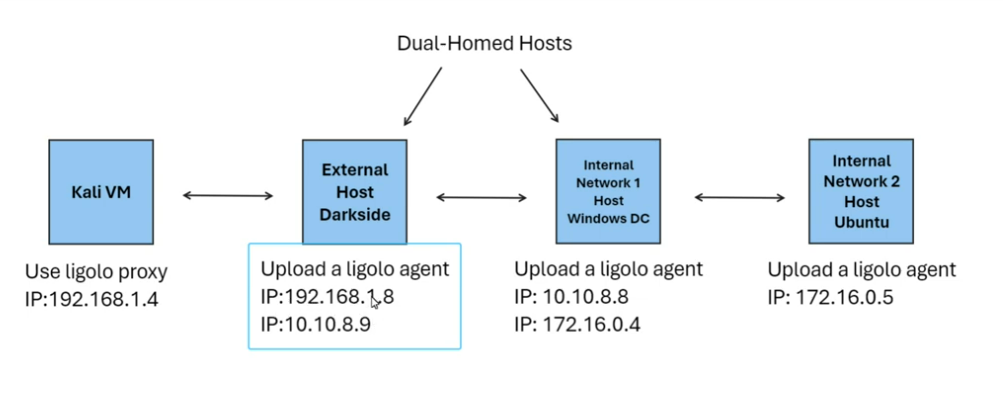 Dual-Homed Hosts
Kali VM
External
Host
Darkside
Internal
Network 1
Host
Windows DC
Internal
Network 2
Host
Ubuntu
Use ligolo proxy
IP:192.168.1.4
Upload a ligolo agent
IP:192.168.1.8
IP:10.10.8.9
Upload a ligolo agent
IP: 10.10.8.8
IP: 172.16.0.4
Upload a ligolo agent
IP: 172.16.0.5